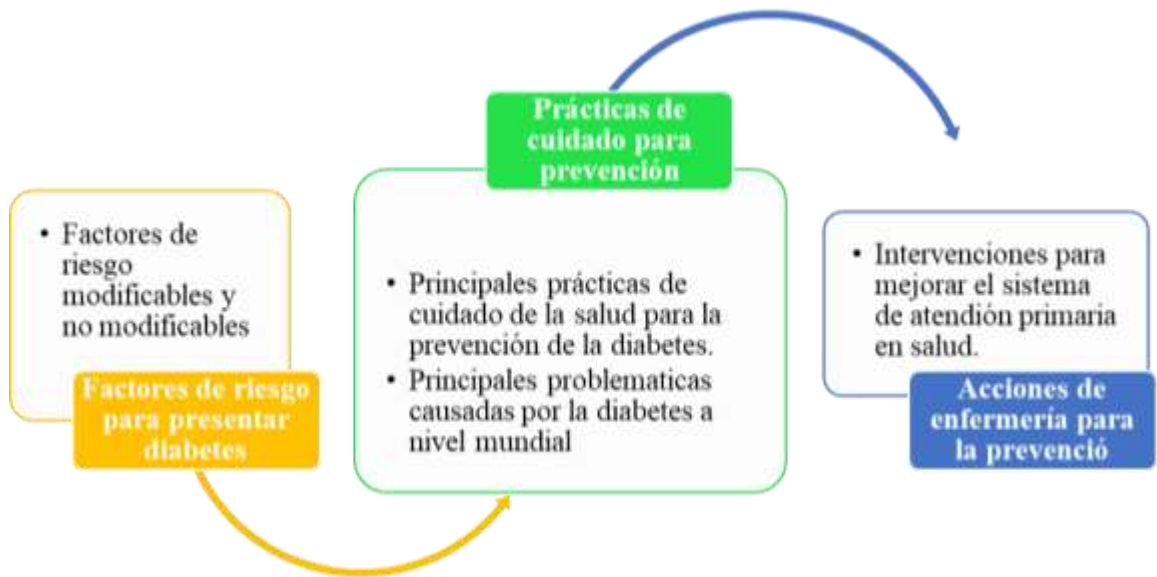 • Factores de
riesgo
modificables y
no modificables
Factores de riesgo
para presentar
diabetes
Prácticas de
cuidado para
prevención
• Principales prácticas de
cuidado de la salud para la
prevención de la diabetes.
• Principales problematicas
causadas por la diabetes a
nivel mundial
• Intervenciones para
mejorar el sistema
de atención primaria
en salud.
Acciones de
enfermería para
la prevenció